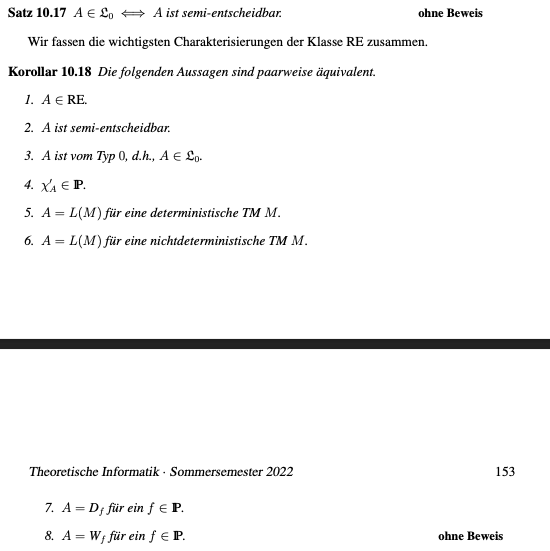 Satz 10.17 A ∈ 𝔏₀ ⟺ A ist semi-entscheidbar. ohne Beweis
Wir fassen die wichtigsten Charakterisierungen der Klasse RE zusammen.
Korollar 10.18 Die folgenden Aussagen sind paarweise äquivalent.
1. A ∈ RE.
2. A ist semi-entscheidbar.
3. A ist vom Typ 0, d.h., A ∈ 𝔏₀.
4. χ′_A ∈ ℙ.
5. A = L(M) für eine deterministische TM M.
6. A = L(M) für eine nichtdeterministische TM M.
Theoretische Informatik · Sommersemester 2022 153
7. A = D_f für ein f ∈ ℙ.
8. A = W_f für ein f ∈ ℙ. ohne Beweis